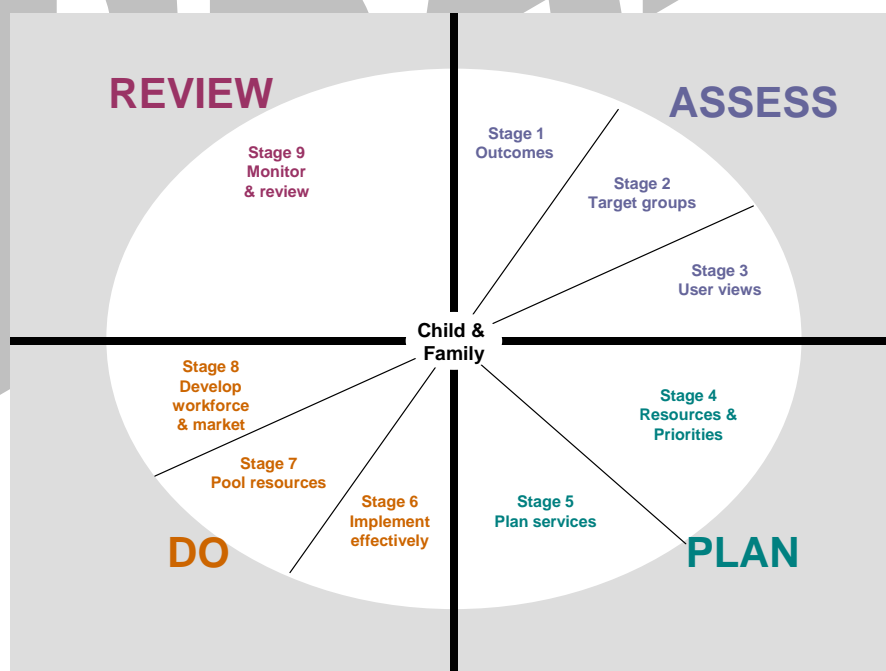 REVIEW
ASSESS
Stage 1
Outcomes
Stage 2
Target groups
Stage 3
User views
Stage 9
Monitor
& review
Child &
Family
Stage 4
Resources &
Priorities
Stage 5
Plan services
Stage 6
Implement
effectively
Stage 7
Pool resources
Stage 8
Develop
workforce
& market
DO
PLAN